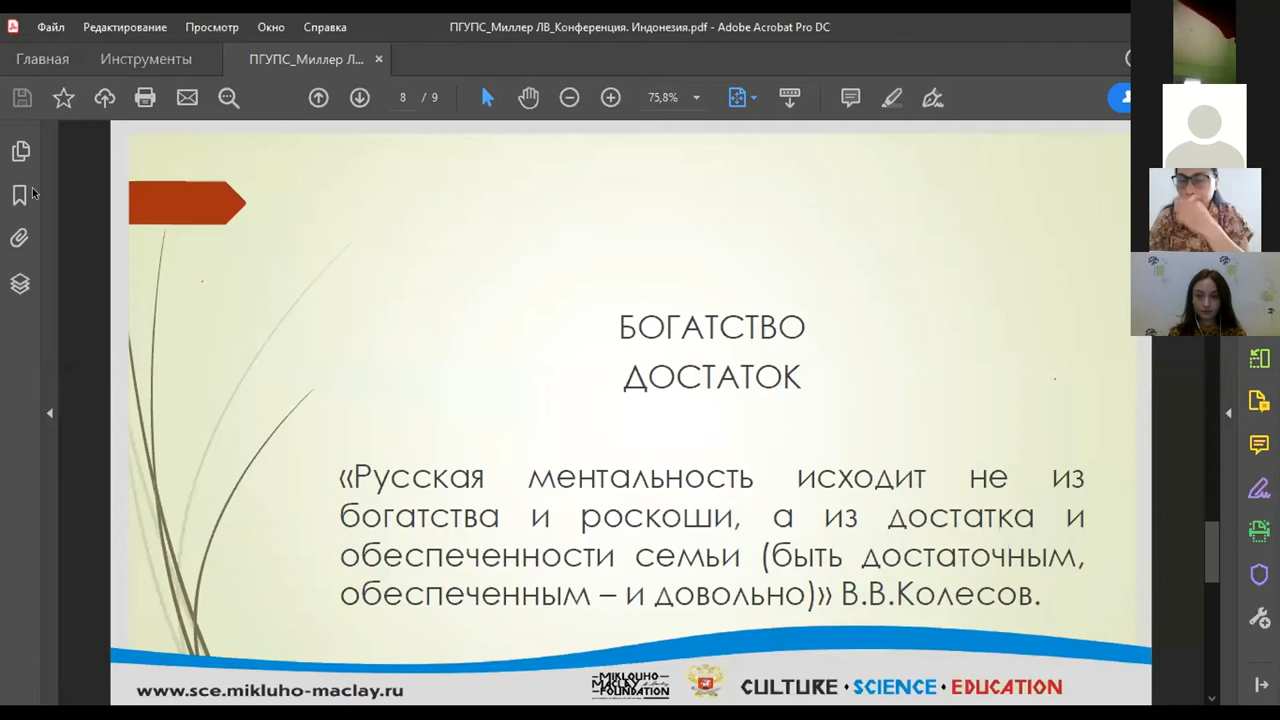 Файл Редактирование Просмотр Окно Справка
ПГУПС_Миллер ЛВ_Конференция. Индонезия.pdf - Adobe Acrobat Pro DC
Главная Инструменты ПГУПС_Миллер Л... ×
8 / 9 75,8%
БОГАТСТВО
ДОСТАТОК
«Русская ментальность исходит не из
богатства и роскоши, а из достатка и
обеспеченности семьи (быть достаточным,
обеспеченным – и довольно)» В.В.Колесов.
www.sce.mikluho-maclay.ru
MIKLUHO
MACLAY
FOUNDATION
CULTURE · SCIENCE · EDUCATION